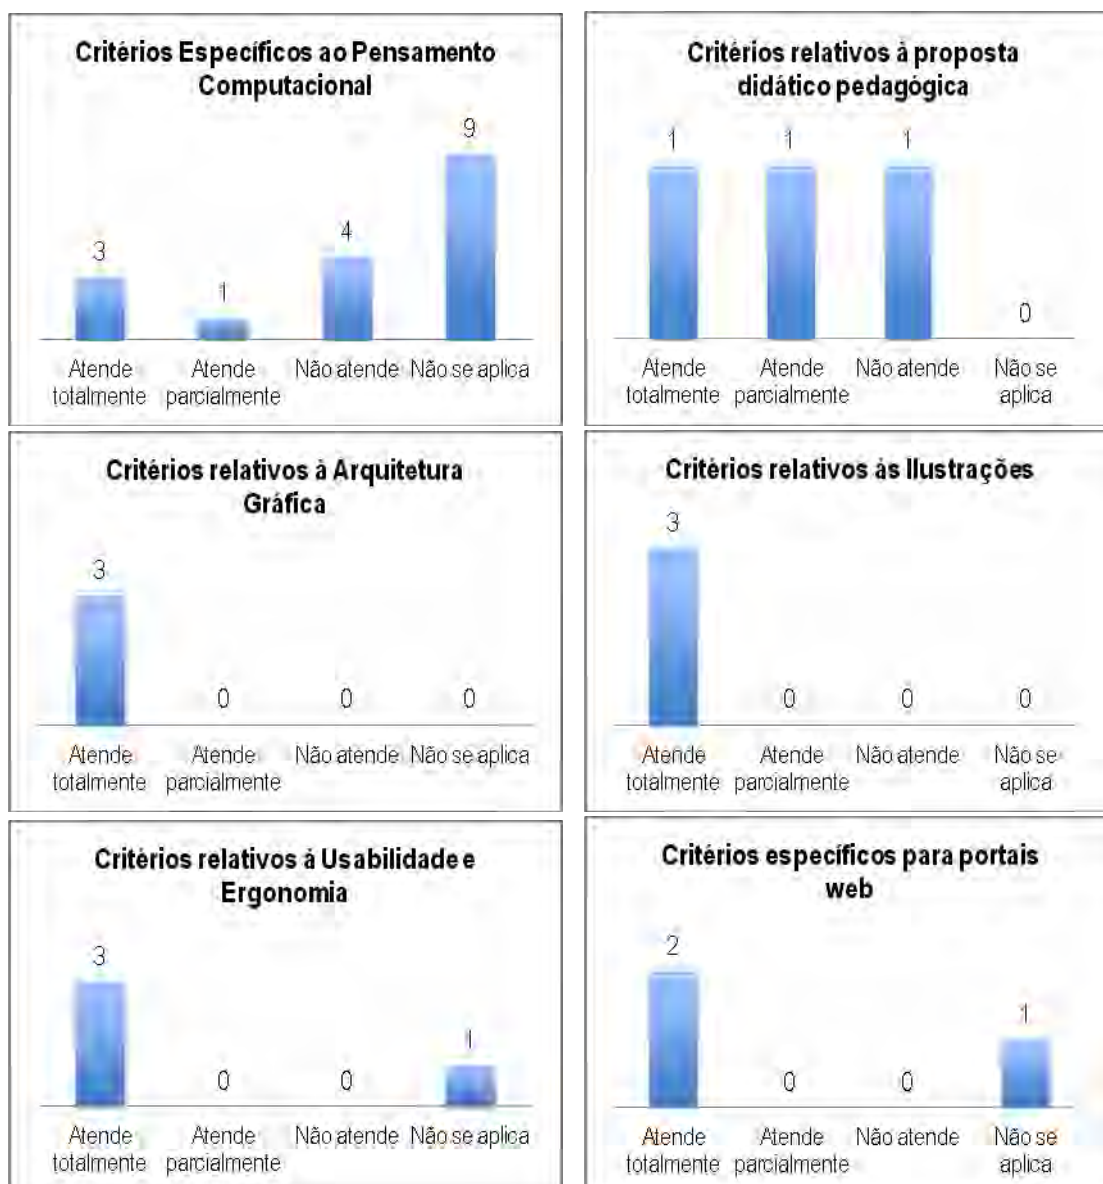 Critérios Específicos ao Pensamento
Computacional
9
4
3
1
Atende Atende Não atende Não se aplica
totalmente parcialmente
Critérios relativos à proposta
didático pedagógica
1 1 1
0
Atende Atende Não atende Não se
totalmente parcialmente aplica
Critérios relativos à Arquitetura
Gráfica
3
0 0 0
Atende Atende Não atende Não se aplica
totalmente parcialmente
Critérios relativos às Ilustrações
3
0 0 0
Atende Atende Não atende Não se
totalmente parcialmente aplica
Critérios relativos à Usabilidade e
Ergonomia
3
1
0 0
Atende Atende Não atende Não se aplica
totalmente parcialmente
Critérios específicos para portais
web
2
1
0 0
Atende Atende Não atende Não se
totalmente parcialmente aplica